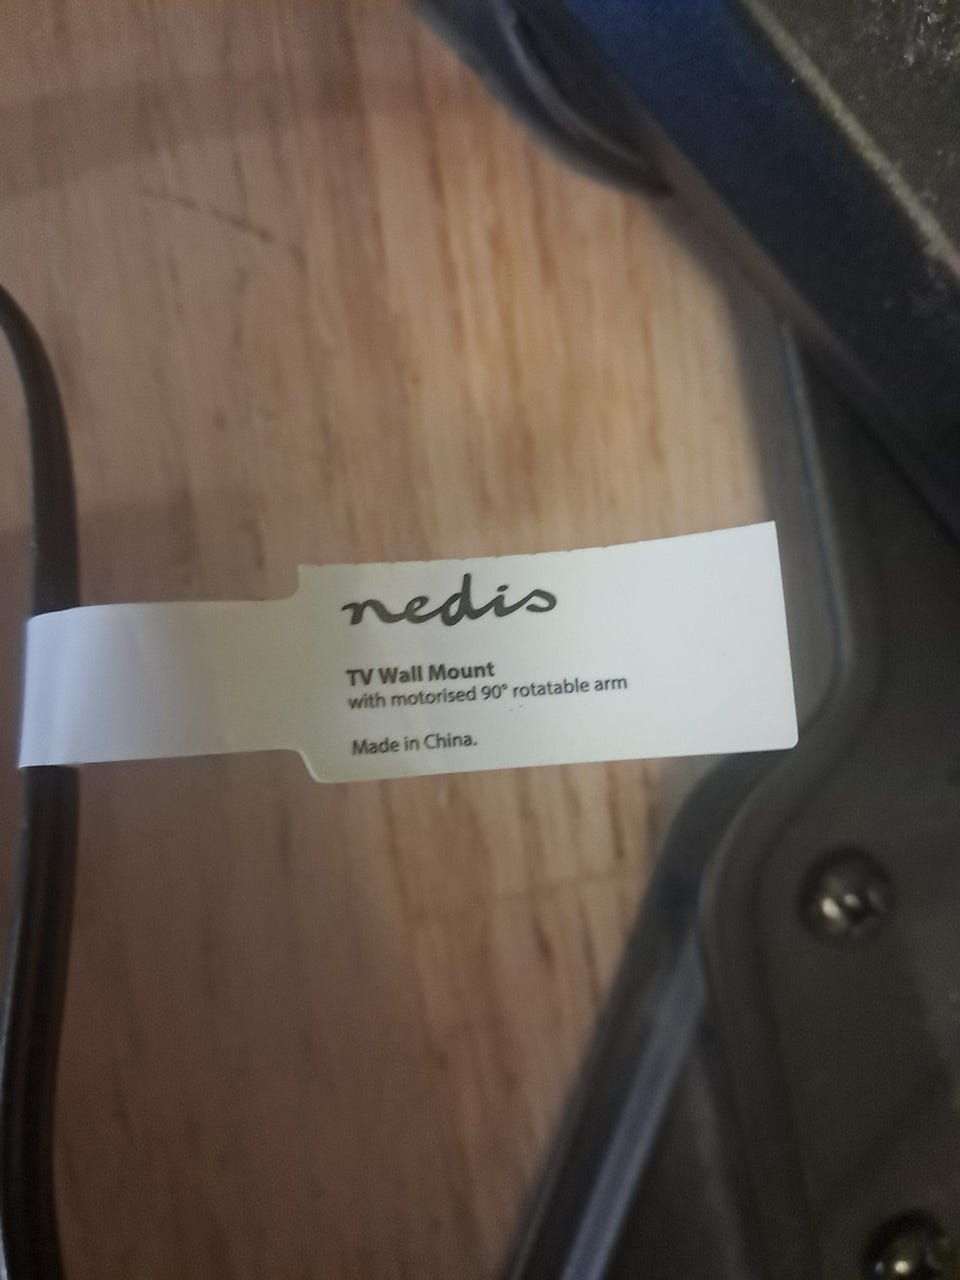 nedis
TV Wall Mount
with motorised 90° rotatable arm
Made in China.